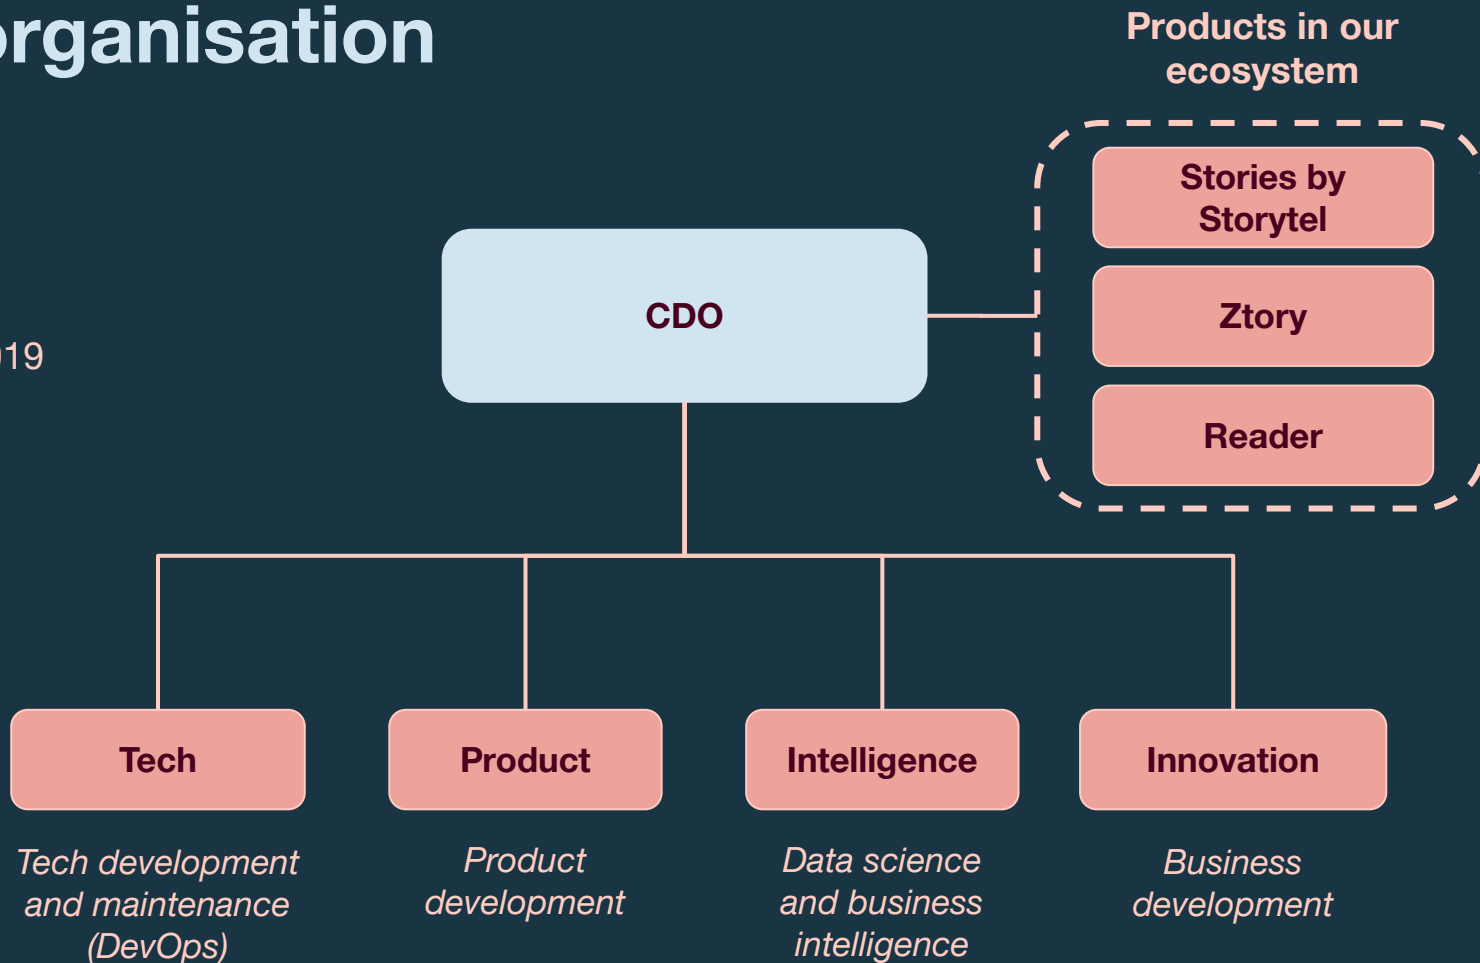 rganisation
Products in our
ecosystem
Stories by
Storytel
CDO
Ztory
19
Reader
Tech
Product
Intelligence
Innovation
Tech development
and maintenance
(DevOps)
Product
development
Data science
and business
intelligence
Business
development